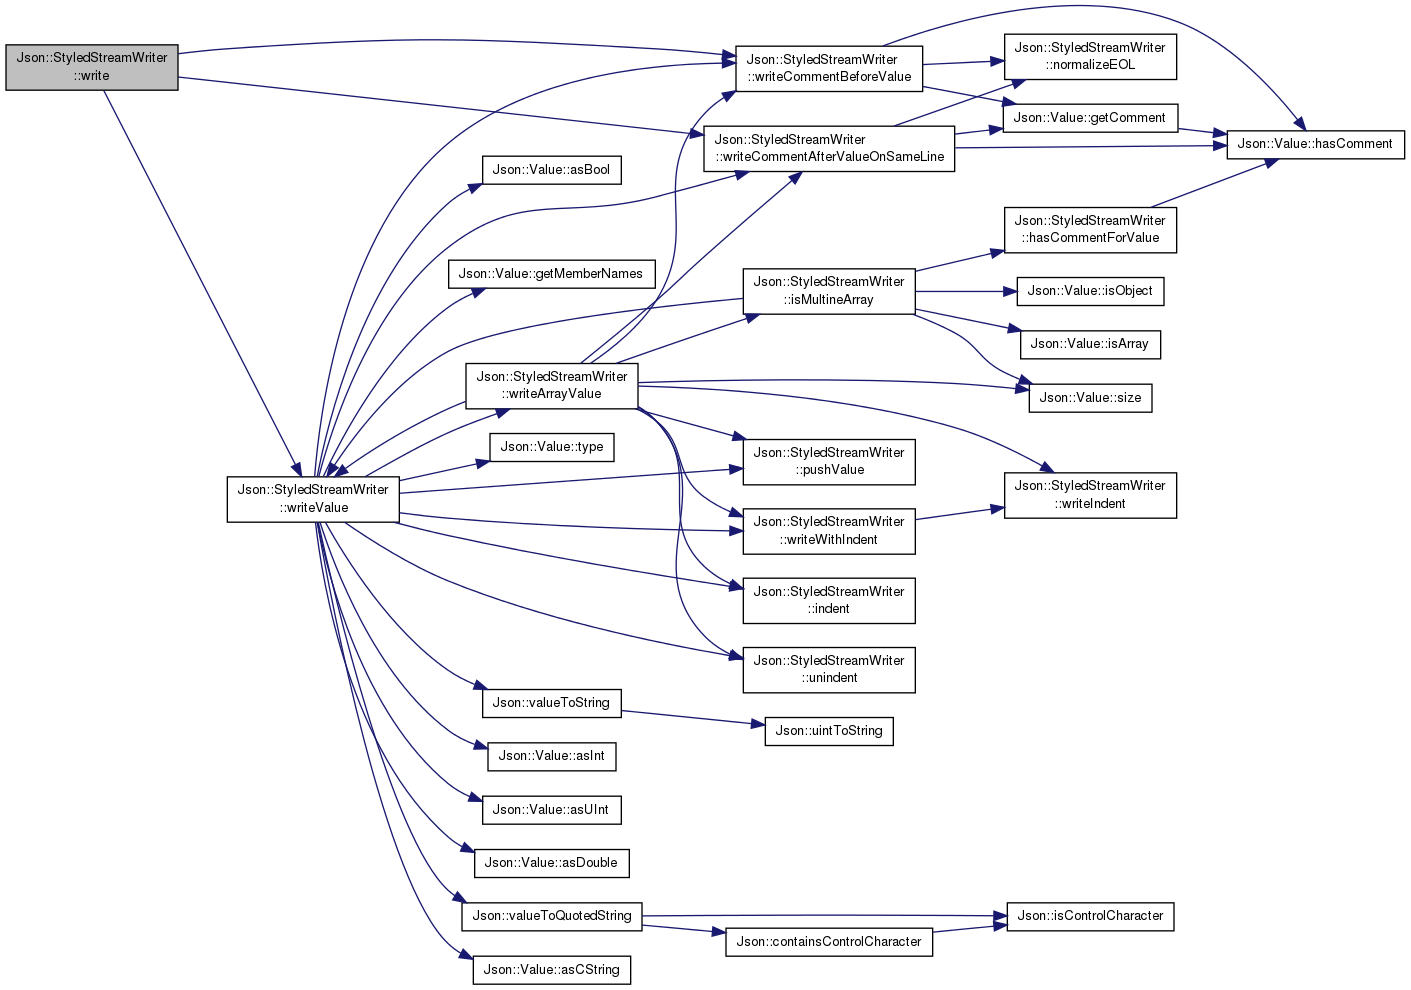 Json::StyledStreamWriter
::write
Json::StyledStreamWriter
::writeCommentBeforeValue
Json::StyledStreamWriter
::normalizeEOL
Json::Value::getComment
Json::StyledStreamWriter
::writeCommentAfterValueOnSameLine
Json::Value::hasComment
Json::Value::asBool
Json::StyledStreamWriter
::hasCommentForValue
Json::Value::getMemberNames
Json::StyledStreamWriter
::isMultineArray
Json::Value::isObject
Json::Value::isArray
Json::StyledStreamWriter
::writeArrayValue
Json::Value::size
Json::Value::type
Json::StyledStreamWriter
::pushValue
Json::StyledStreamWriter
::writeValue
Json::StyledStreamWriter
::writeIndent
Json::StyledStreamWriter
::writeWithIndent
Json::StyledStreamWriter
::indent
Json::StyledStreamWriter
::unindent
Json::valueToString
Json::uintToString
Json::Value::asInt
Json::Value::asUInt
Json::Value::asDouble
Json::valueToQuotedString
Json::isControlCharacter
Json::containsControlCharacter
Json::Value::asCString